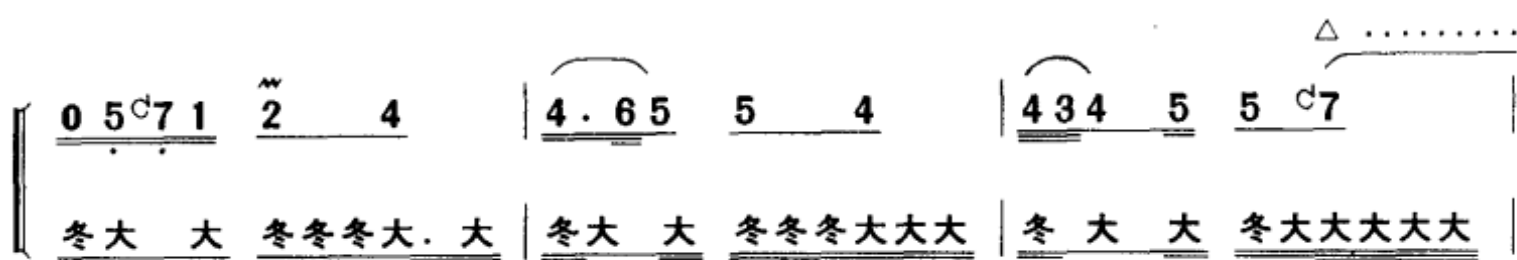 0 5 d7 1 2 4 | 4 . 6 5 5 4 | 4 3 4 5 5 d7 |
冬大 大 冬冬冬大. 大 | 冬大 大 冬冬冬大大大 | 冬 大 大 冬大大大大大 |